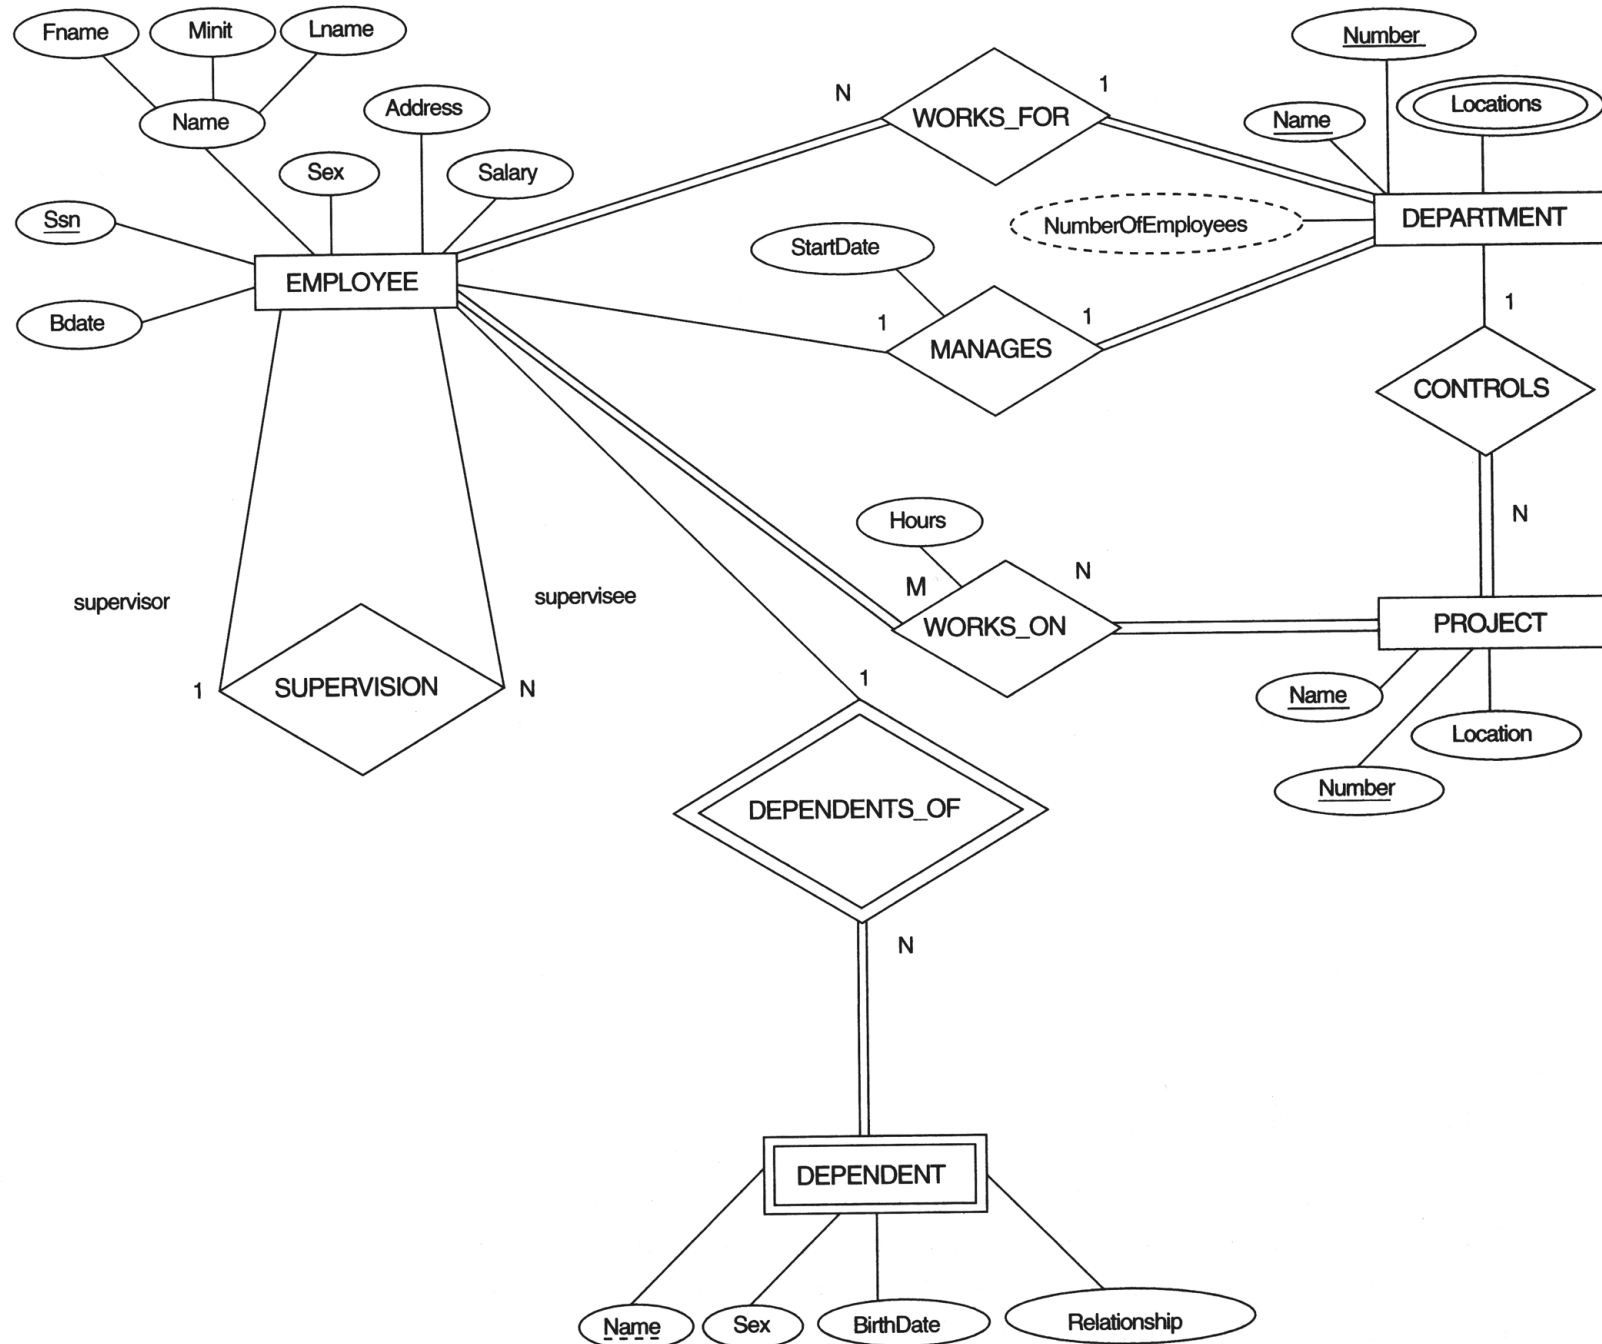 Fname
Minit
Lname
Number
Address
Name
N
1
WORKS_FOR
Name
Locations
Sex
Salary
Ssn
NumberOfEmployees
DEPARTMENT
StartDate
EMPLOYEE
Bdate
1
MANAGES
1
1
CONTROLS
Hours
N
M
N
supervisor
supervisee
WORKS_ON
PROJECT
1
SUPERVISION
N
1
Name
Location
Number
DEPENDENTS_OF
N
DEPENDENT
Name
Sex
BirthDate
Relationship